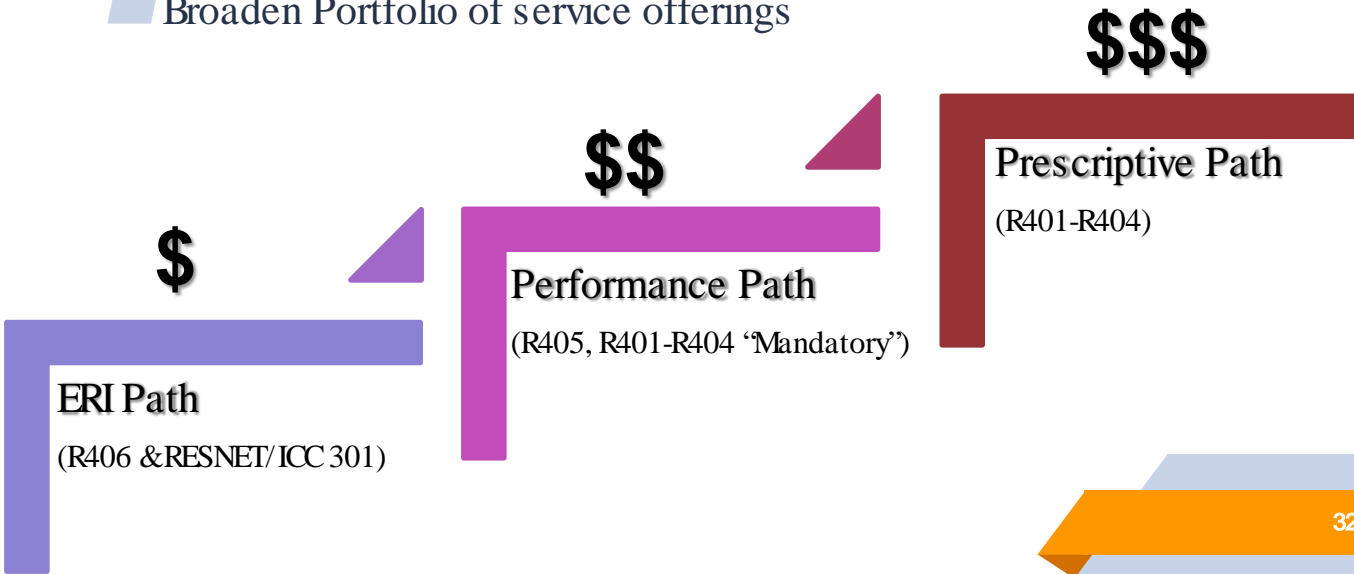 Broaden Portfolio of service offerings
$$$
Prescriptive Path
(R401-R404)
$$
Performance Path
(R405, R401-R404 “Mandatory”)
$
ERI Path
(R406 &RESNET/ICC 301)
32